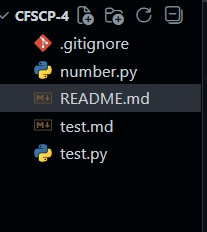 CFSCP-4
.gitignore
number.py
README.md
test.md
test.py